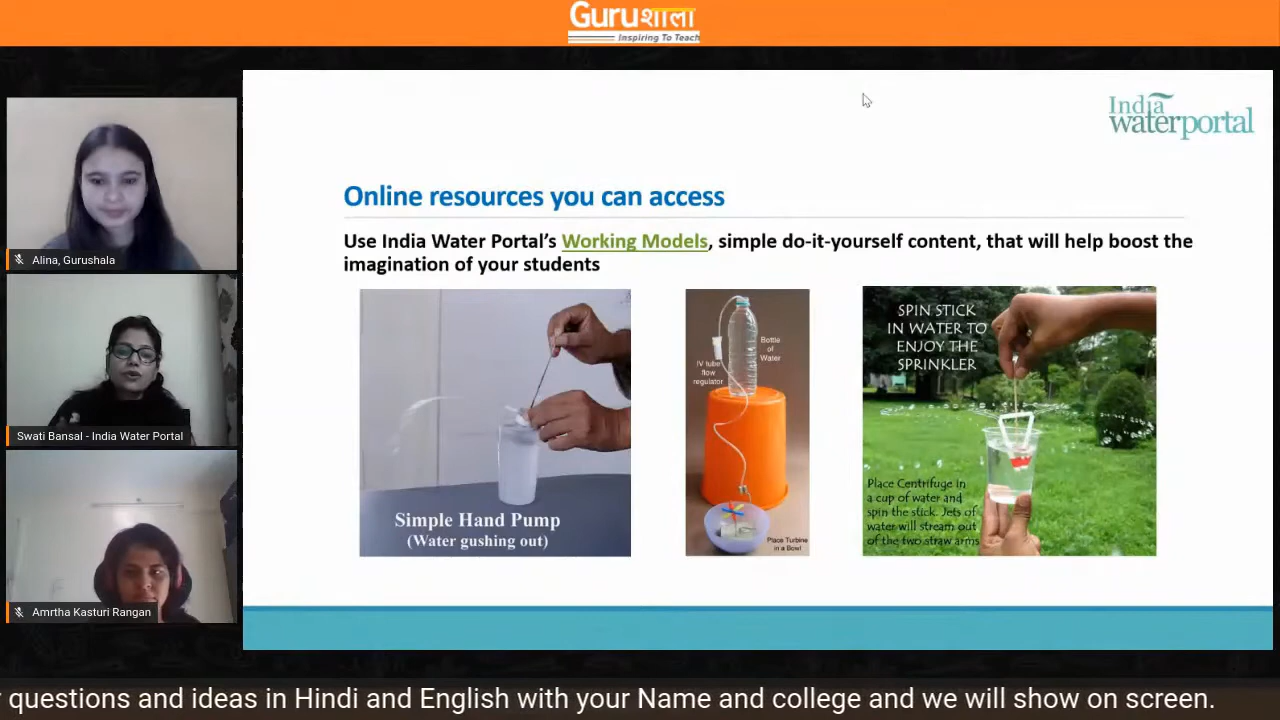 Guruशाला
Inspiring To Teach
India
waterportal
Alina, Gurushala
Swati Bansal - India Water Portal
Amrtha Kasturi Rangan
Online resources you can access
Use India Water Portal’s Working Models, simple do-it-yourself content, that will help boost the
imagination of your students
Simple Hand Pump
(Water gushing out)
Bottle
of
Water
IV tube
flow
regulator
Place Turbine
in a Bowl
SPIN STICK
IN WATER TO
ENJOY THE
SPRINKLER
Place Centrifuge in
a cup of water and
spin the stick. Jets of
water will stream out
of the two straw arms
questions and ideas in Hindi and English with your Name and college and we will show on screen.